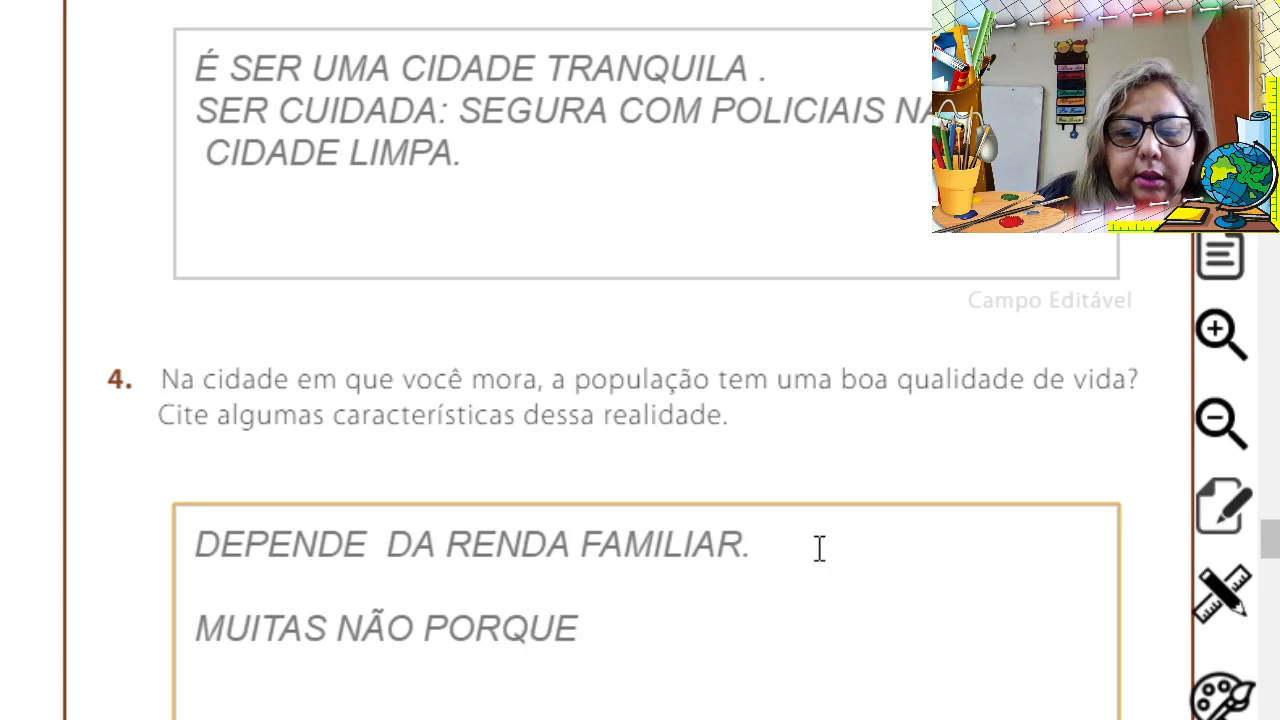 É SER UMA CIDADE TRANQUILA .
SER CUIDADA: SEGURA COM POLICIAIS
CIDADE LIMPA.
Campo Editável
4. Na cidade em que você mora, a população tem uma boa qualidade de vida?
Cite algumas características dessa realidade.
DEPENDE  DA RENDA FAMILIAR.
MUITAS NÃO PORQUE